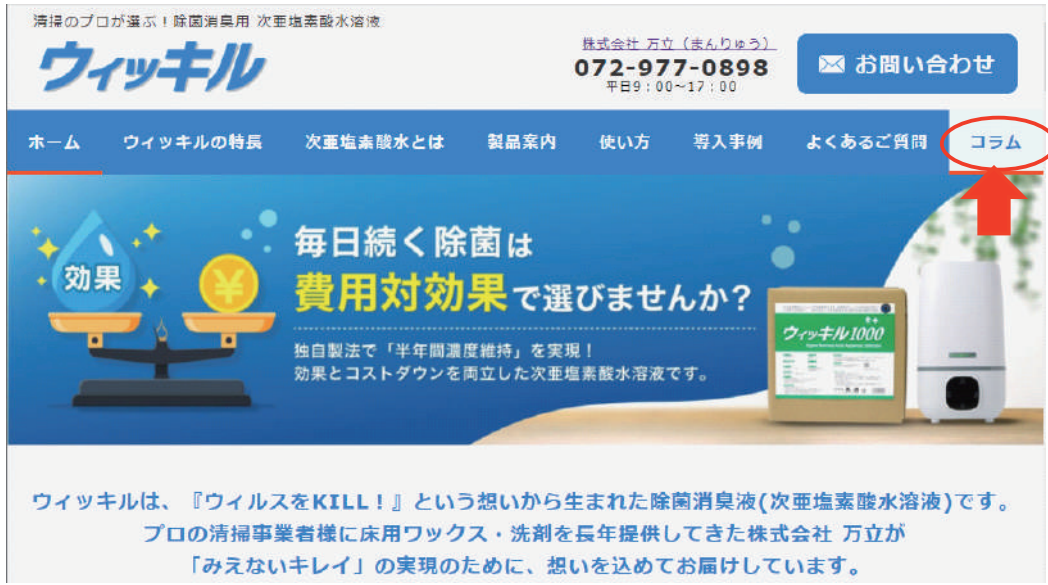 清掃のプロが選ぶ！除菌消臭用 次亜塩素酸水溶液
ウィッキル
株式会社 万立（まんりゅう）
072-977-0898
平日9：00～17：00
お問い合わせ
ホーム ウィッキルの特長 次亜塩素酸水とは 製品案内 使い方 導入事例 よくあるご質問 コラム
効果
¥
毎日続く除菌は
費用対効果で選びませんか？
独自製法で「半年間濃度維持」を実現！
効果とコストダウンを両立した次亜塩素酸水溶液です。
ウィッキル1000
ウィッキルは、『ウィルスをKILL！』という想いから生まれた除菌消臭液(次亜塩素酸水溶液)です。
プロの清掃事業者様に床用ワックス・洗剤を長年提供してきた株式会社 万立が
「みえないキレイ」の実現のために、想いを込めてお届けしています。